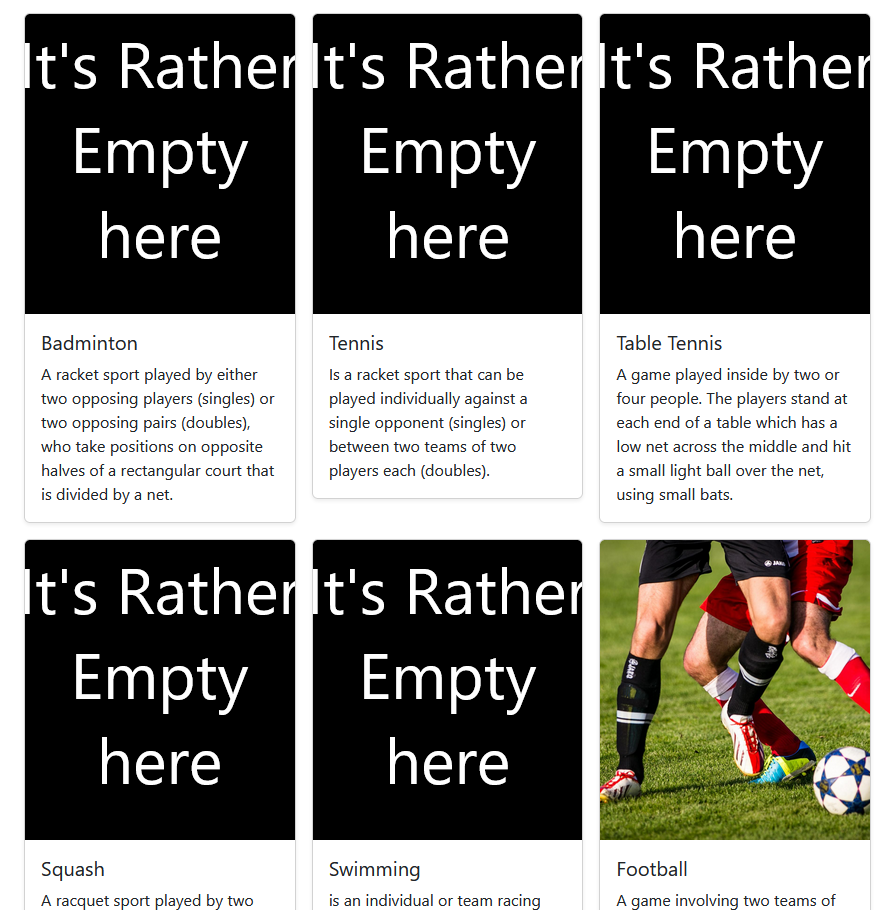 It's Rather
Empty
here
It's Rather
Empty
here
It's Rather
Empty
here
Badminton
A racket sport played by either
two opposing players (singles) or
two opposing pairs (doubles),
who take positions on opposite
halves of a rectangular court that
is divided by a net.
Tennis
Is a racket sport that can be
played individually against a
single opponent (singles) or
between two teams of two
players each (doubles).
Table Tennis
A game played inside by two or
four people. The players stand at
each end of a table which has a
low net across the middle and hit
a small light ball over the net,
using small bats.
It's Rather
Empty
here
It's Rather
Empty
here
JAKO
Squash
A racquet sport played by two
Swimming
is an individual or team racing
Football
A game involving two teams of